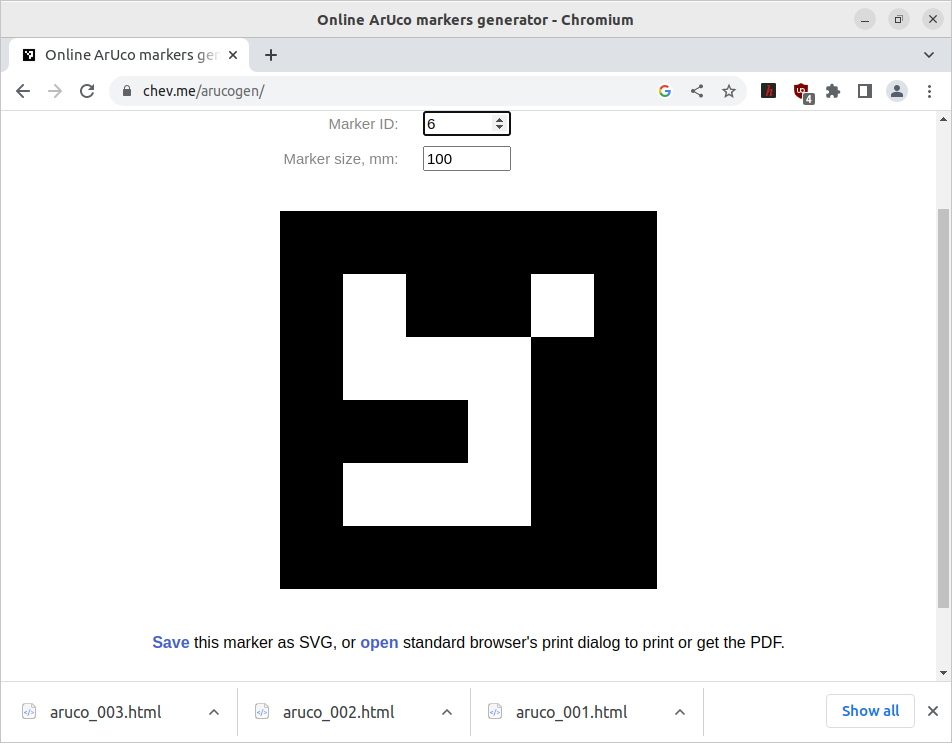 Online ArUco markers generator - Chromium
Online ArUco markers gen
chev.me/arucogen/
4
Marker ID: 6
Marker size, mm: 100
Save this marker as SVG, or open standard browser's print dialog to print or get the PDF.
aruco_003.html aruco_002.html aruco_001.html Show all